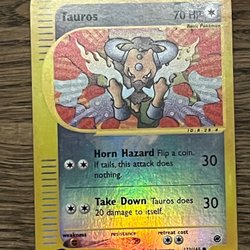 Tauros 70 HP
Basic Pokémon
Horn Hazard Flip a coin.
If tails, this attack does
nothing.
30
Take Down Tauros does
20 damage to itself.
30
weakness resistance retreat cost